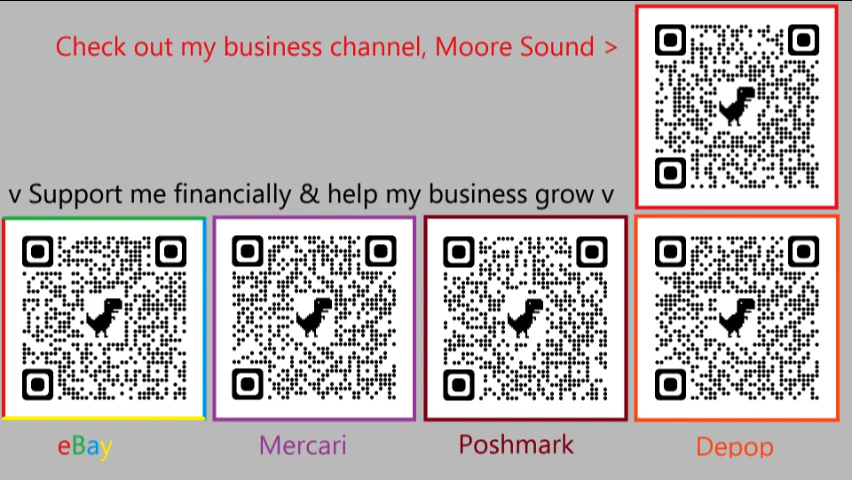 Check out my business channel, Moore Sound >
v Support me financially & help my business grow v
eBay
Mercari
Poshmark
Depop